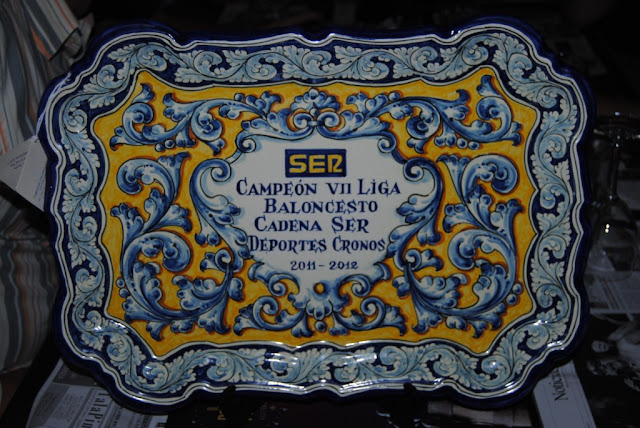 SER
CAMPEÓN VII LIGA
BALONCESTO
CADENA SER
DEPORTES CRONOS
2011-2012